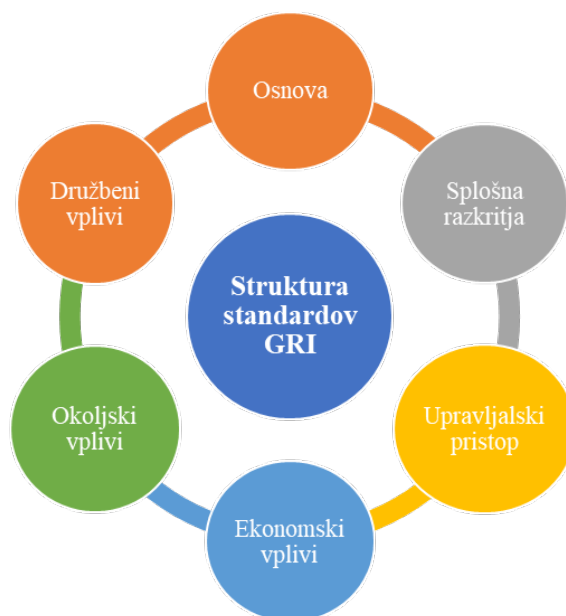 Osnova
Splošna
razkritja
Upravljalski
pristop
Ekonomski
vplivi
Okoljski
vplivi
Družbeni
vplivi
Struktura
standardov
GRI